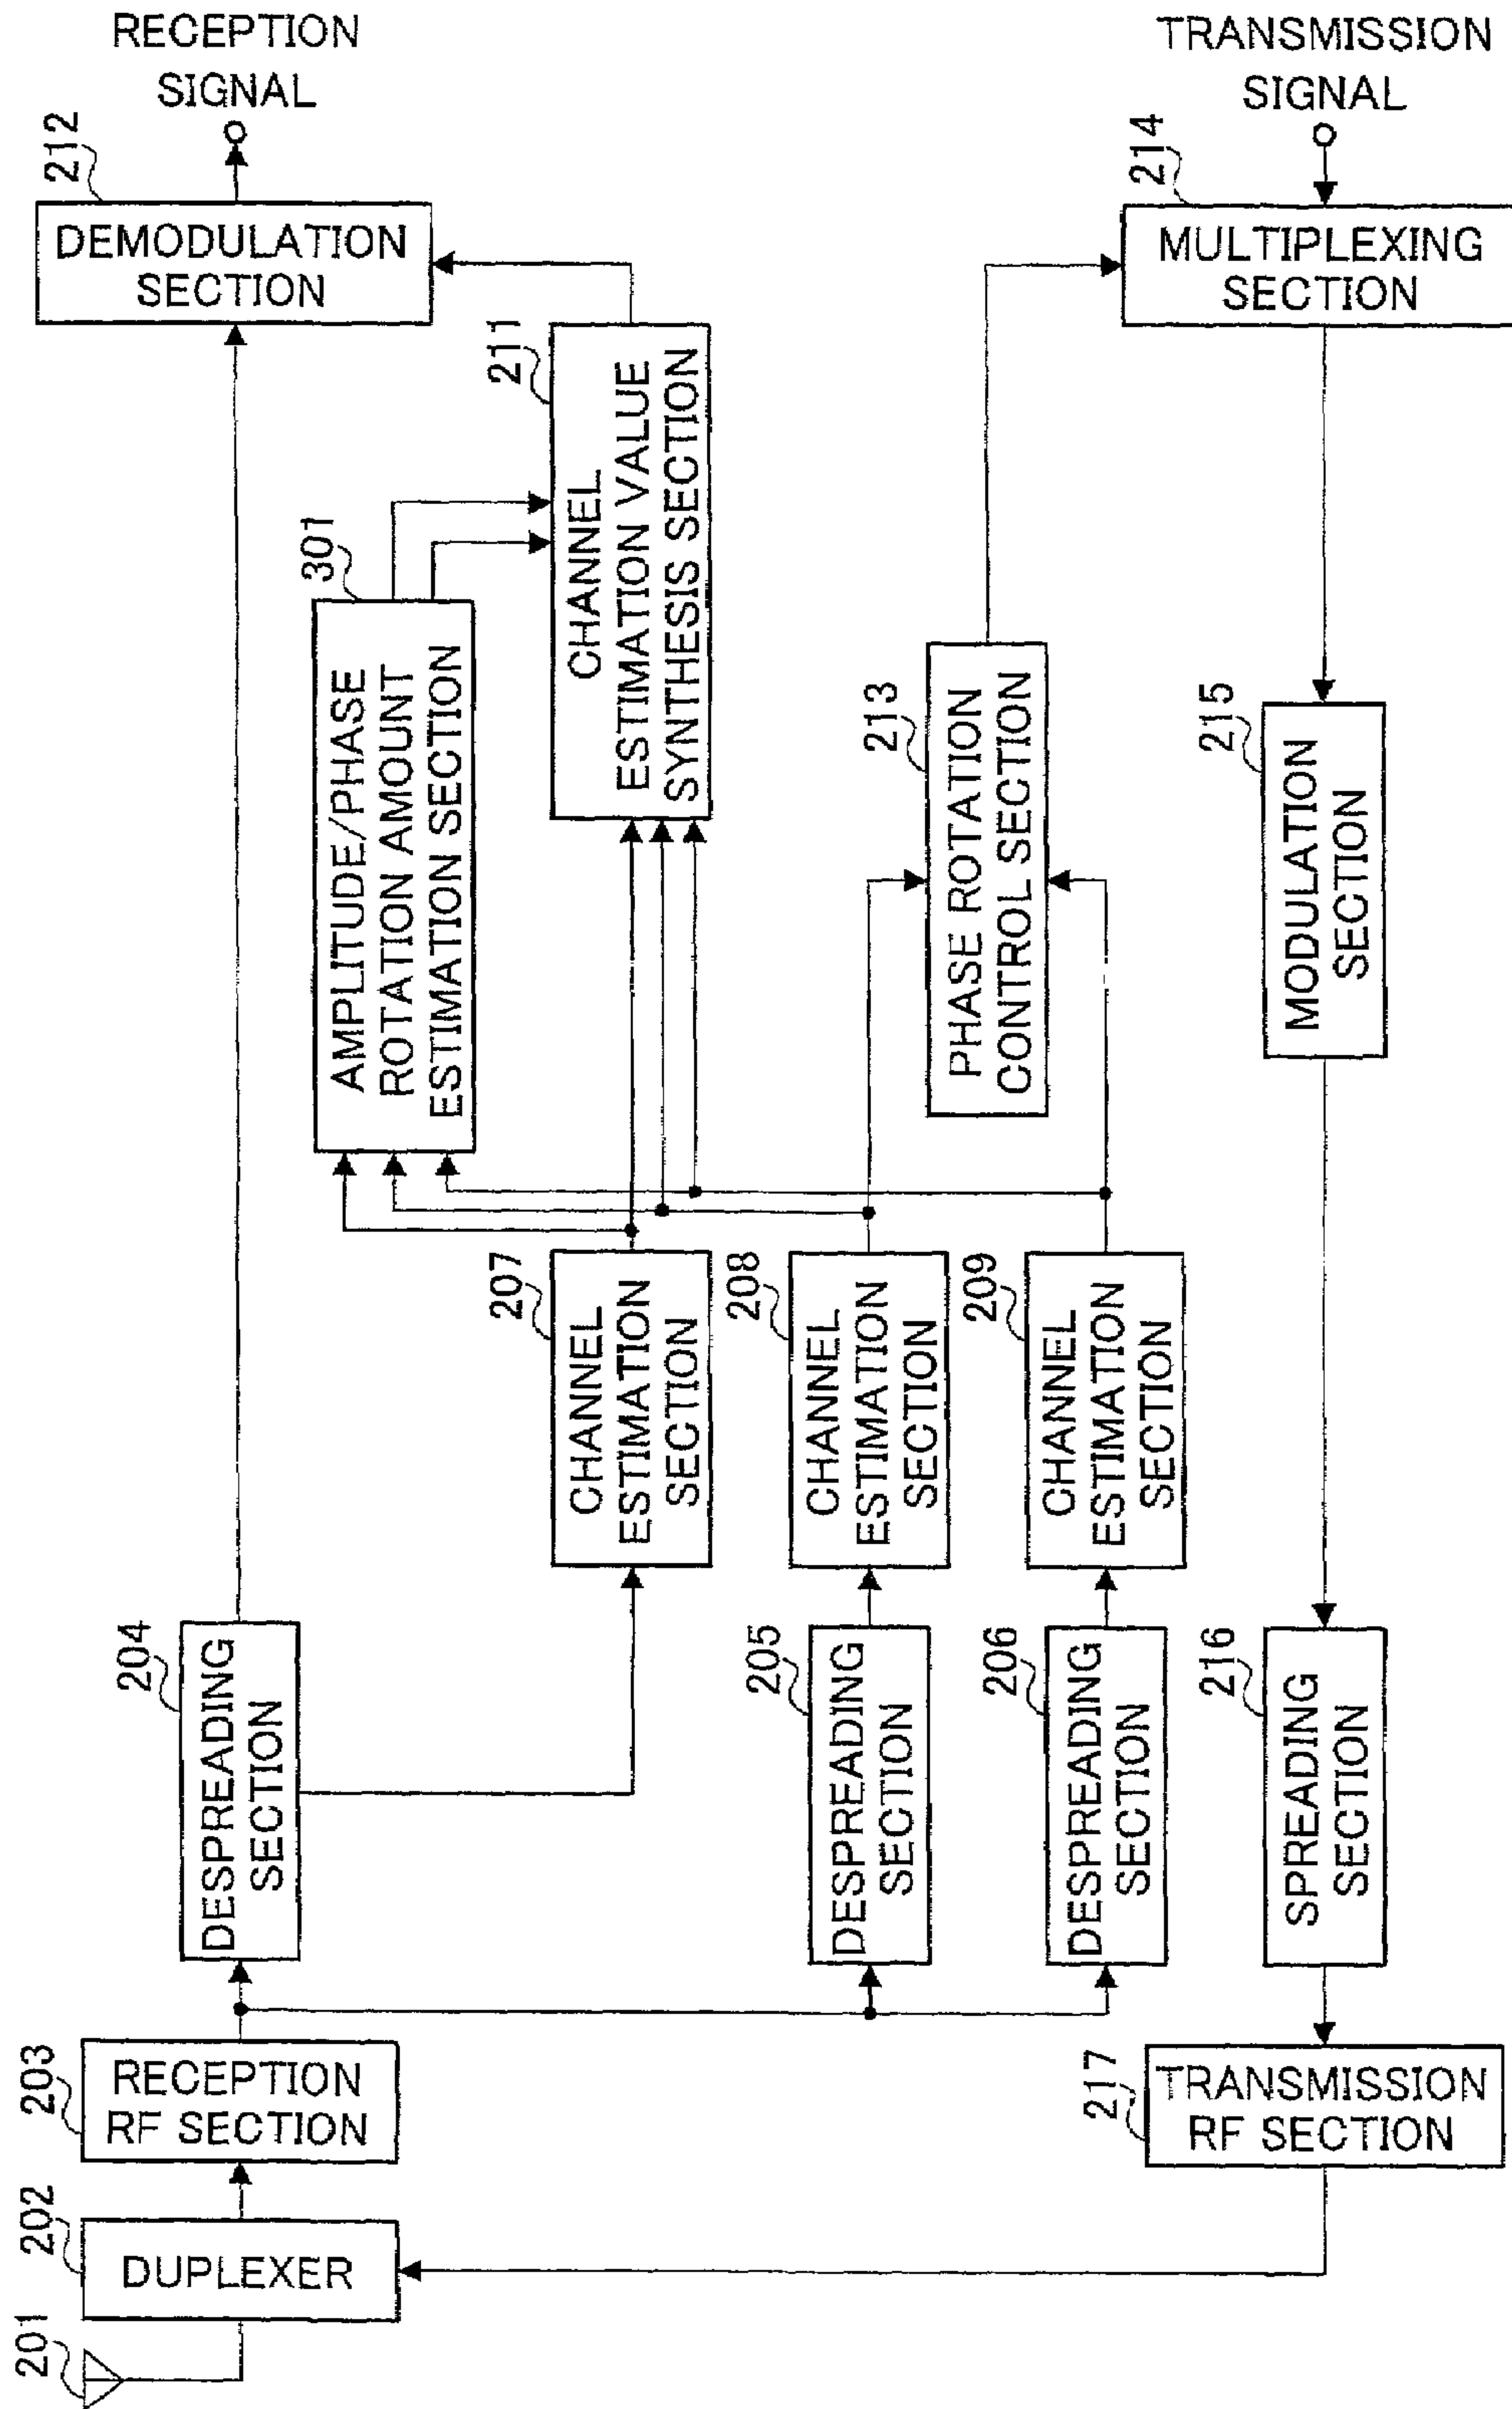 201
202
DUPLEXER
203
RECEPTION
RF SECTION
204
DESPREADING
SECTION
212
DEMODULATION
SECTION
RECEPTION
SIGNAL
301
AMPLITUDE/PHASE
ROTATION AMOUNT
ESTIMATION SECTION
207
CHANNEL
ESTIMATION
SECTION
211
CHANNEL
ESTIMATION VALUE
SYNTHESIS SECTION
205
DESPREADING
SECTION
208
CHANNEL
ESTIMATION
SECTION
206
DESPREADING
SECTION
209
CHANNEL
ESTIMATION
SECTION
213
PHASE ROTATION
CONTROL SECTION
217
TRANSMISSION
RF SECTION
216
SPREADING
SECTION
215
MODULATION
SECTION
214
MULTIPLEXING
SECTION
TRANSMISSION
SIGNAL